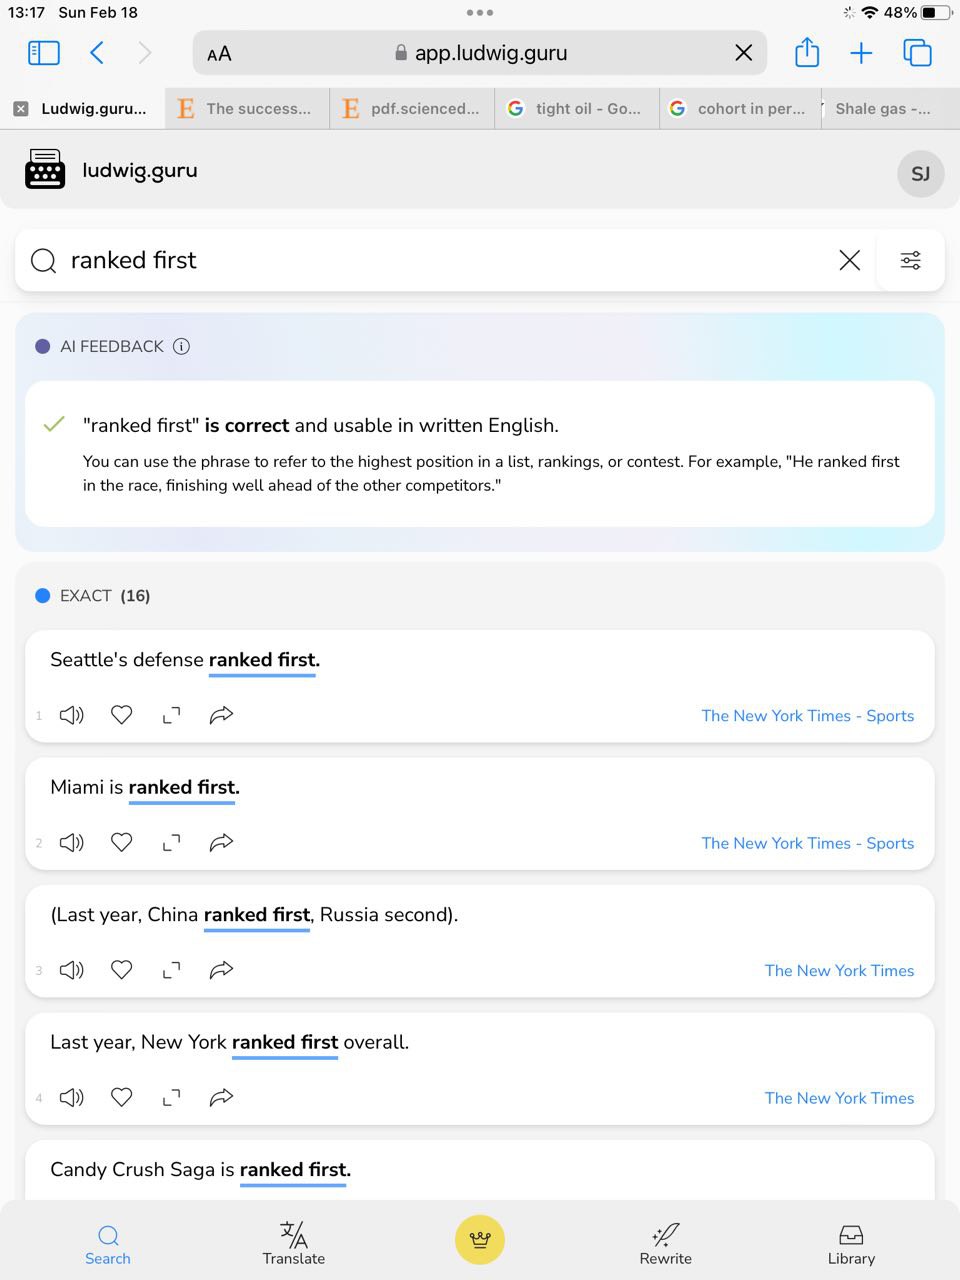 13:17 Sun Feb 18
48%
AA
app.ludwig.guru
Ludwig.guru...
The success...
pdf.scienced...
tight oil - Go...
cohort in per...
Shale gas -...
ludwig.guru
SJ
ranked first
AI FEEDBACK
"ranked first" is correct and usable in written English.
You can use the phrase to refer to the highest position in a list, rankings, or contest. For example, "He ranked first
in the race, finishing well ahead of the other competitors."
EXACT (16)
Seattle's defense ranked first.
1
The New York Times - Sports
Miami is ranked first.
2
The New York Times - Sports
(Last year, China ranked first, Russia second).
3
The New York Times
Last year, New York ranked first overall.
4
The New York Times
Candy Crush Saga is ranked first.
Search
Translate
Rewrite
Library